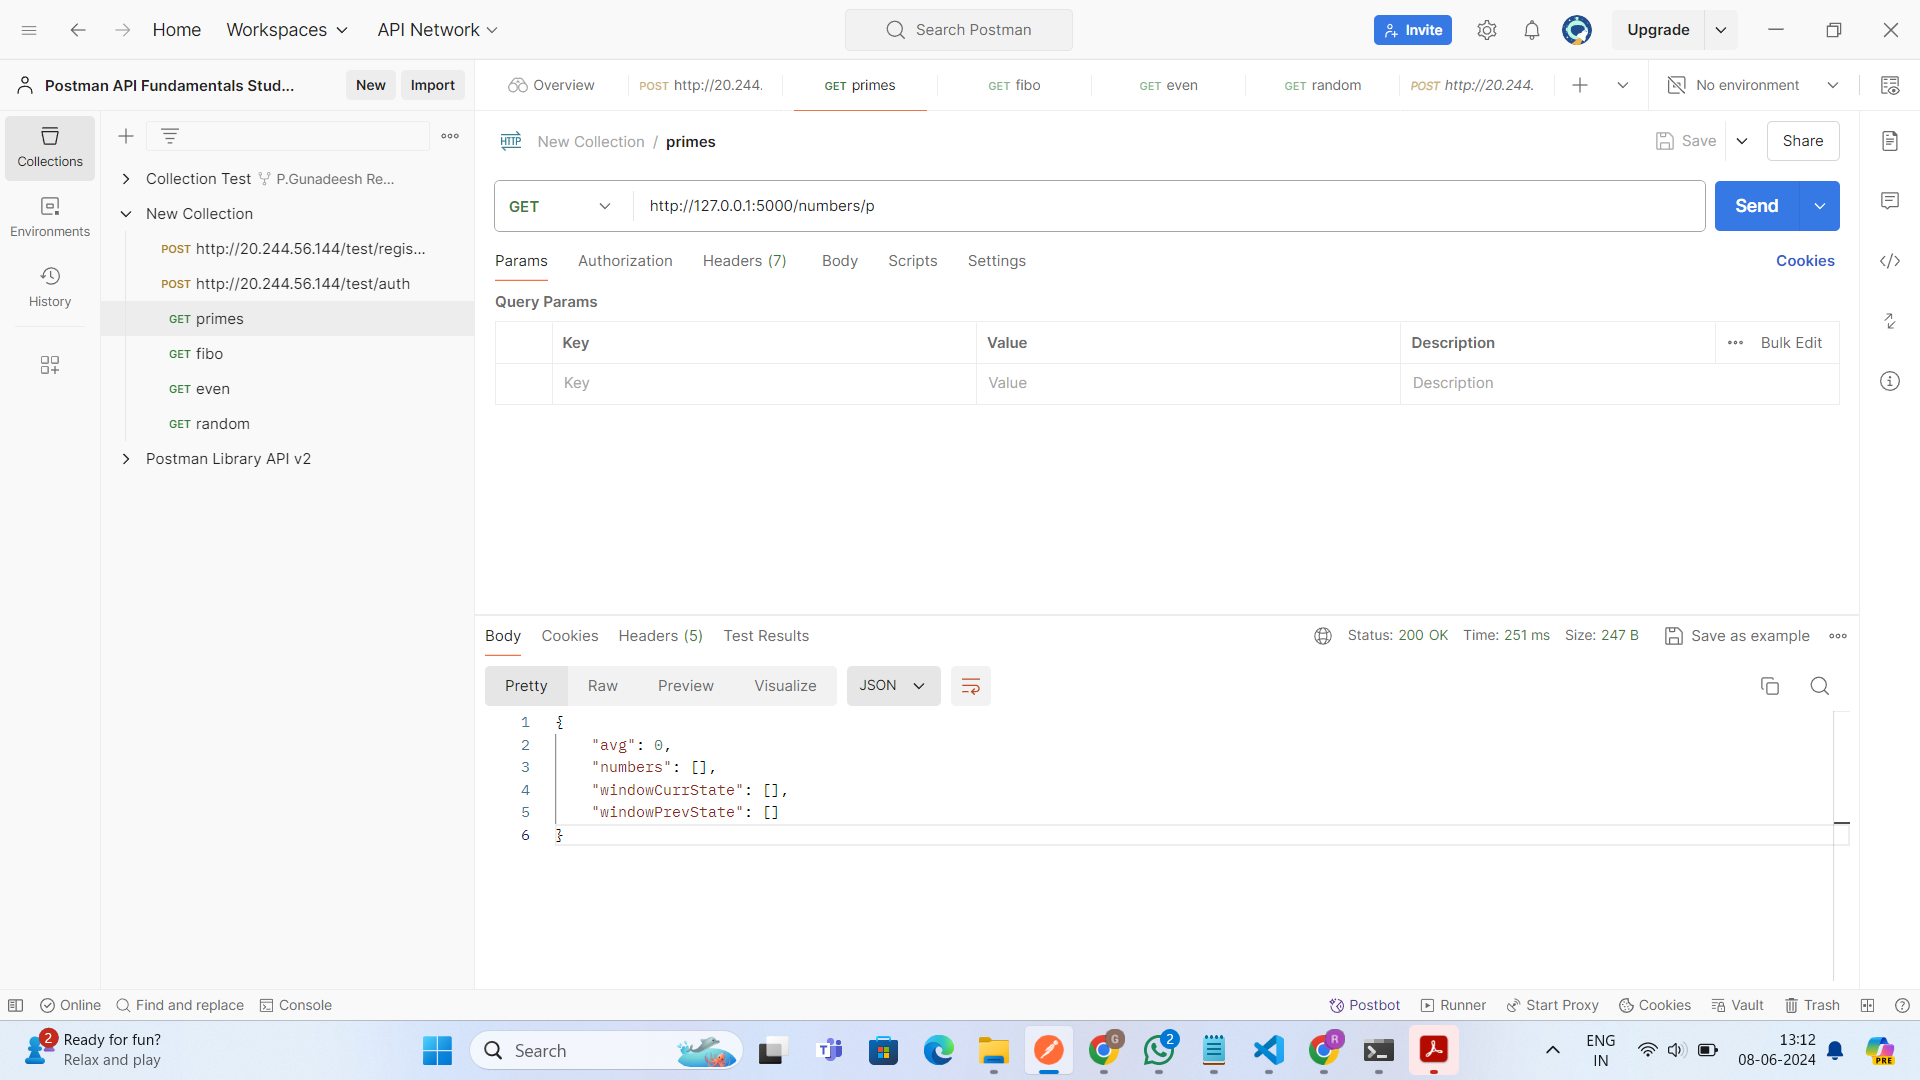 Home Workspaces API Network Search Postman Invite Upgrade
Postman API Fundamentals Stud... New Import Overview POST http://20.244. GET primes GET fibo GET even GET random POST http://20.244. No environment
Collections
Environments
History
Collection Test P.Gunadeesh Re...
New Collection
POST http://20.244.56.144/test/regis...
POST http://20.244.56.144/test/auth
GET primes
GET fibo
GET even
GET random
Postman Library API v2
HTTP New Collection / primes Save Share
GET http://127.0.0.1:5000/numbers/p Send
Params Authorization Headers (7) Body Scripts Settings Cookies
Query Params
Key Value Description Bulk Edit
Key Value Description
Body Cookies Headers (5) Test Results Status: 200 OK Time: 251 ms Size: 247 B Save as example
Pretty Raw Preview Visualize JSON
1 {
2 "avg": 0,
3 "numbers": [],
4 "windowCurrState": [],
5 "windowPrevState": []
6 }
Online Find and replace Console Postbot Runner Start Proxy Cookies Vault Trash
2 Ready for fun?
Relax and play
Search
G
2
R
ENG
IN
13:12
08-06-2024
PRE